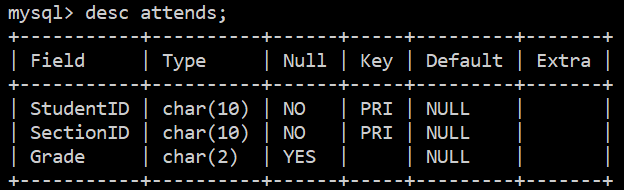 mysql> desc attends;
+-----------+----------+------+-----+---------+-------+
| Field     | Type     | Null | Key | Default | Extra |
+-----------+----------+------+-----+---------+-------+
| StudentID | char(10) | NO   | PRI | NULL    |       |
| SectionID | char(10) | NO   | PRI | NULL    |       |
| Grade     | char(2)  | YES  |     | NULL    |       |
+-----------+----------+------+-----+---------+-------+